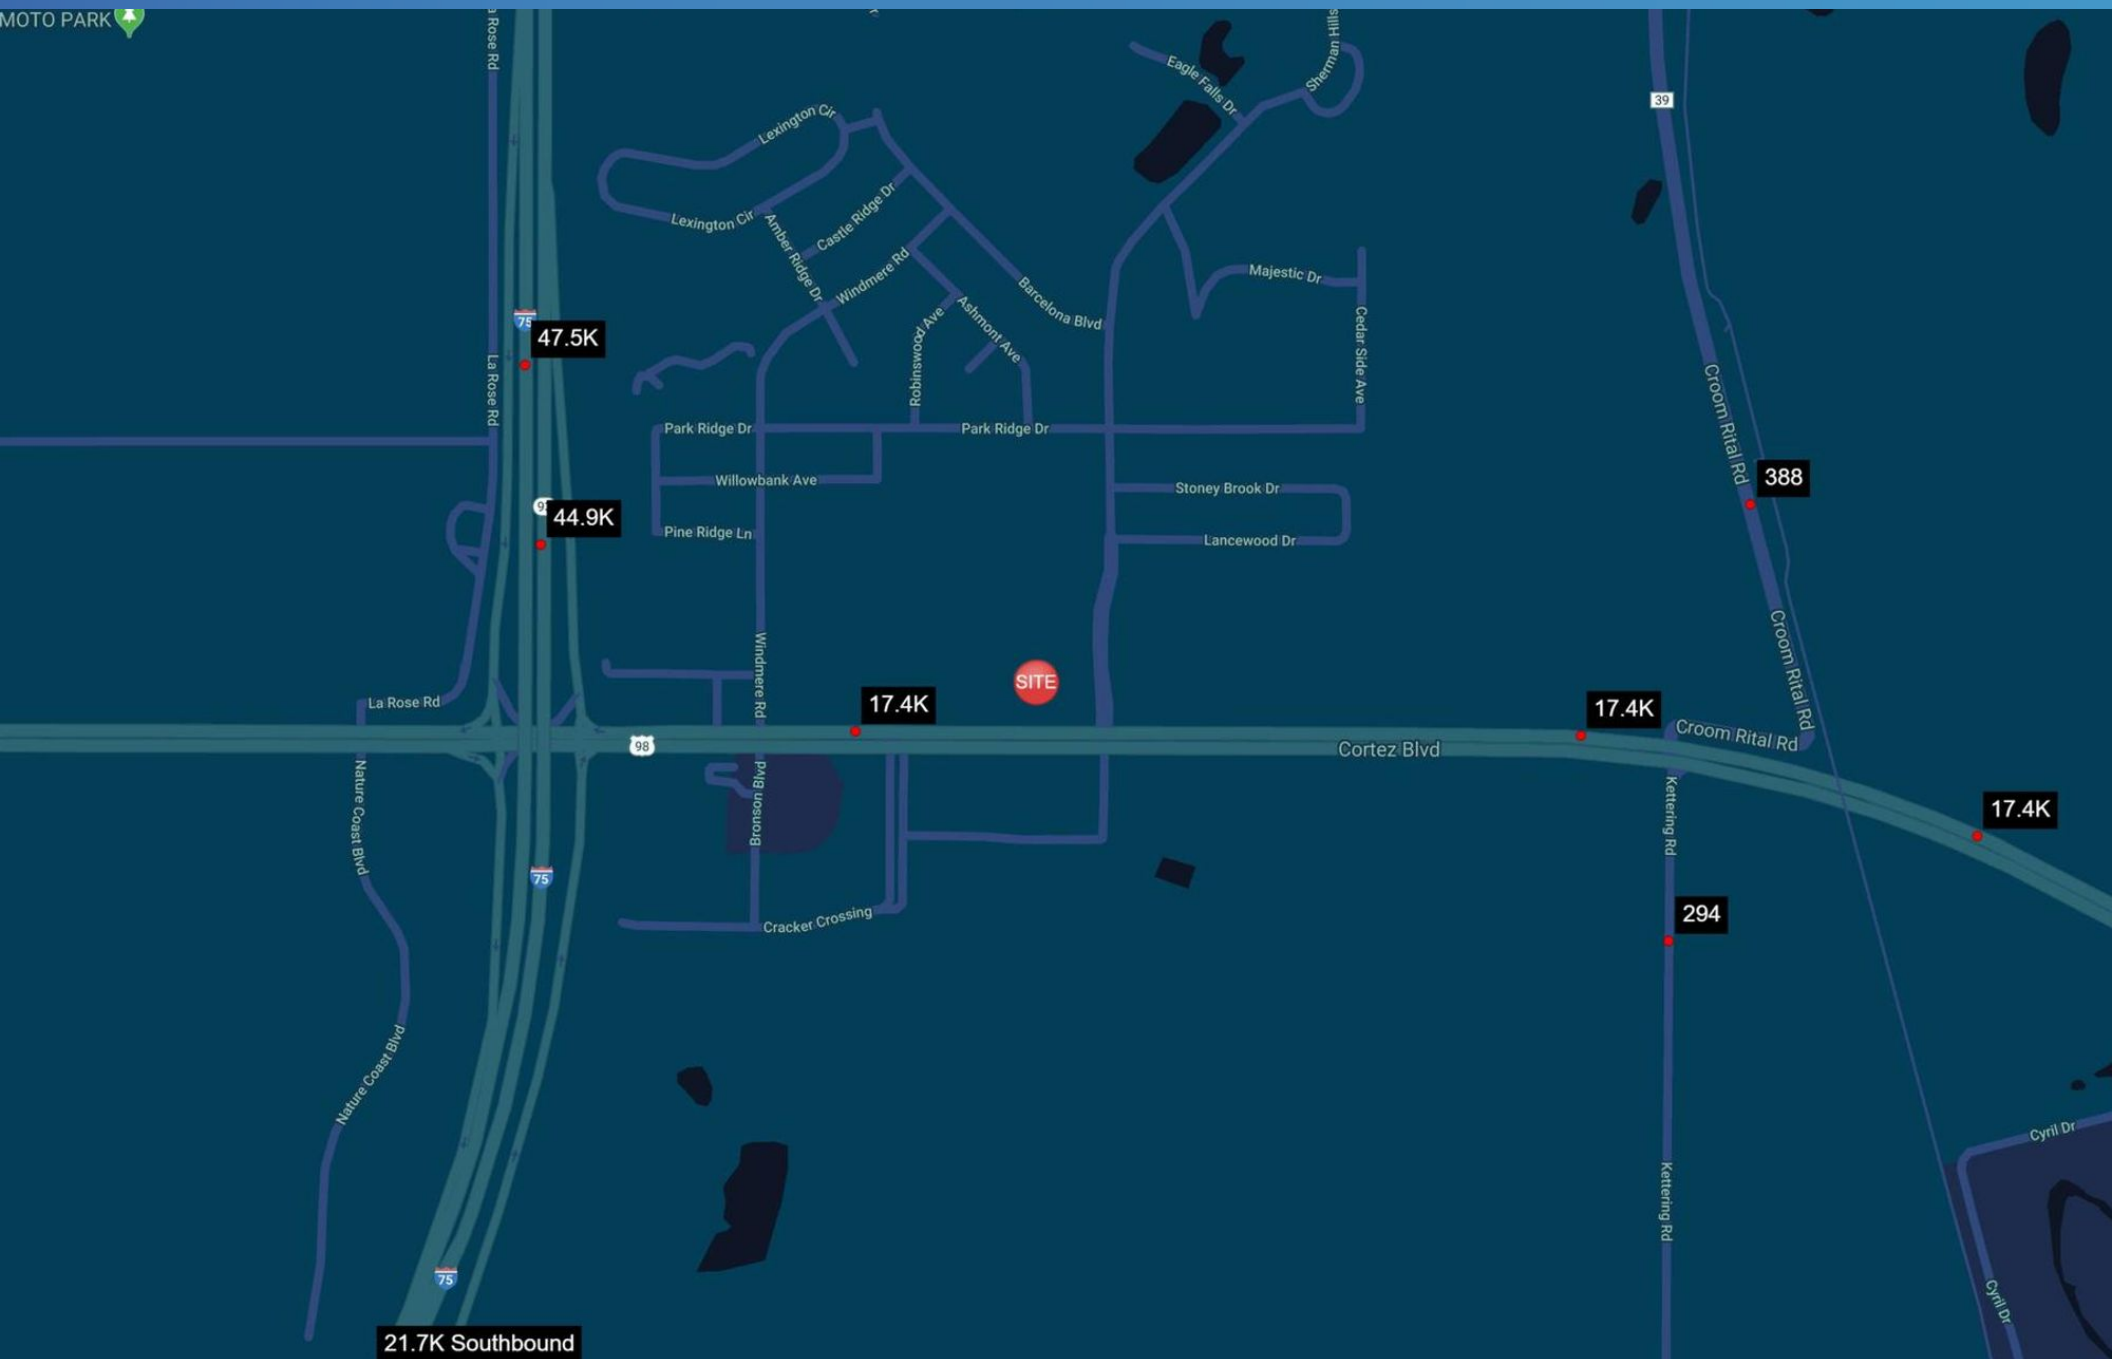 MOTO PARK
a Rose Rd
Sherman Hills
Eagle Falls Dr
39
Lexington Cir
Castle Ridge Dr
Lexington Cir
Amber Ridge Dr
Windmere Rd
Majestic Dr
Barcelona Blvd
Ashmont Ave
Robinswood Ave
Cedar Side Ave
75
47.5K
La Rose Rd
Croom Rital Rd
Park Ridge Dr
Park Ridge Dr
Willowbank Ave
388
Stoney Brook Dr
44.9K
Pine Ridge Ln
Lancewood Dr
Windmere Rd
Croom Rital Rd
SITE
La Rose Rd
17.4K
17.4K
Croom Rital Rd
98
Cortez Blvd
Nature Coast Blvd
Bronson Blvd
Kettering Rd
17.4K
75
Cracker Crossing
294
Nature Coast Blvd
Cyril Dr
Kettering Rd
75
Cyril Dr
21.7K Southbound